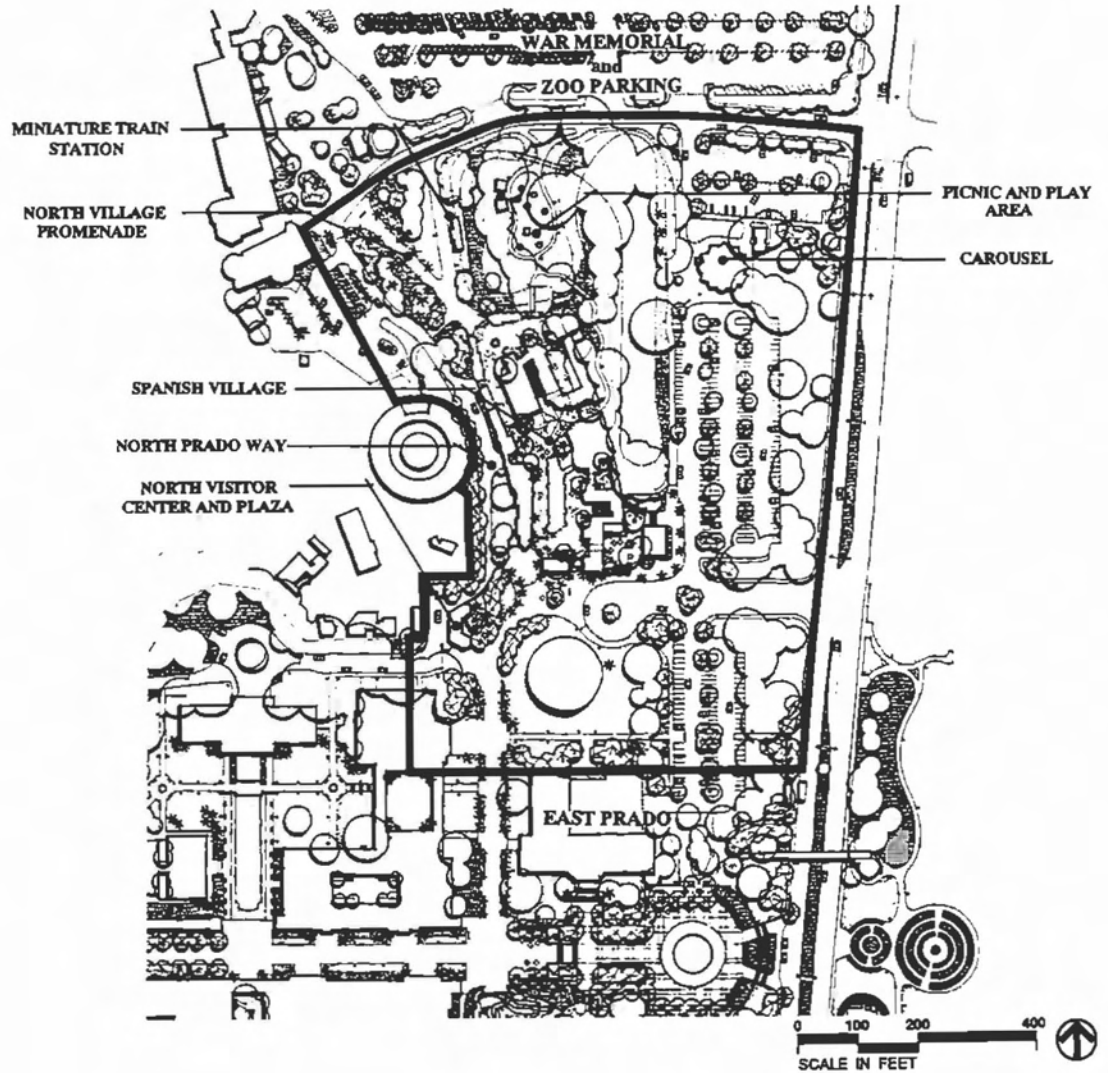 WAR MEMORIAL
and
ZOO PARKING
MINIATURE TRAIN
STATION
NORTH VILLAGE
PROMENADE
PICNIC AND PLAY
AREA
CAROUSEL
SPANISH VILLAGE
NORTH PRADO WAY
NORTH VISITOR
CENTER AND PLAZA
EAST PRADO
0 100 200 400
SCALE IN FEET